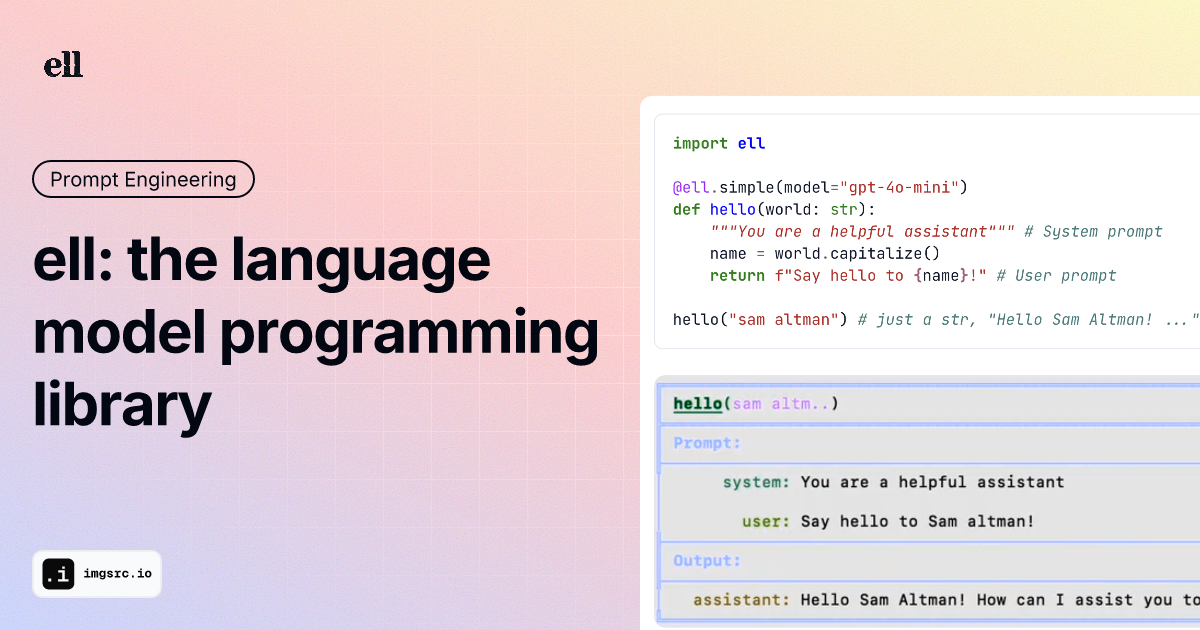 ell
Prompt Engineering
ell: the language
model programming
library
.i imgsrc.io
import ell
@ell.simple(model="gpt-4o-mini")
def hello(world: str):
    """You are a helpful assistant""" # System prompt
    name = world.capitalize()
    return f"Say hello to {name}!" # User prompt
hello("sam altman") # just a str, "Hello Sam Altman! ..."
hello(sam altm..)
Prompt:
system: You are a helpful assistant
user: Say hello to Sam altman!
Output:
assistant: Hello Sam Altman! How can I assist you to